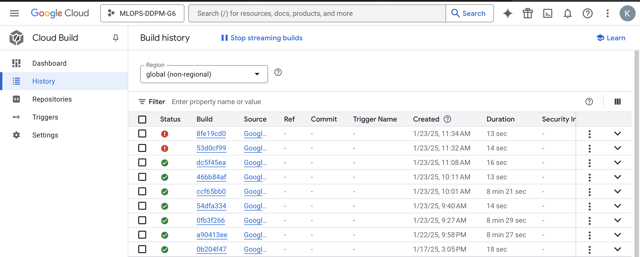 Google Cloud MLOPS-DDPM-G6 Search (/) for resources, docs, products, and more Search K
Cloud Build Build history Stop streaming builds Learn
Dashboard
History
Repositories
Triggers
Settings
Region
global (non-regional)
Filter Enter property name or value
Status Build Source Ref Commit Trigger Name Created Duration Security In
8fe19cd0 Googl… - - - 1/23/25, 11:34 AM 13 sec -
53d0cf99 Googl… - - - 1/23/25, 11:32 AM 14 sec -
dc5f45ea Googl… - - - 1/23/25, 11:08 AM 16 sec -
46bb84af Googl… - - - 1/23/25, 10:11 AM 13 sec -
ccf65bb0 Googl… - - - 1/23/25, 10:01 AM 8 min 21 sec -
54dfa334 Googl… - - - 1/23/25, 9:40 AM 14 sec -
0fb3f266 Googl… - - - 1/23/25, 9:27 AM 8 min 29 sec -
a90413ee Googl… - - - 1/22/25, 9:58 PM 8 min 27 sec -
0b204f47 Googl… - - - 1/17/25, 3:05 PM 18 sec -